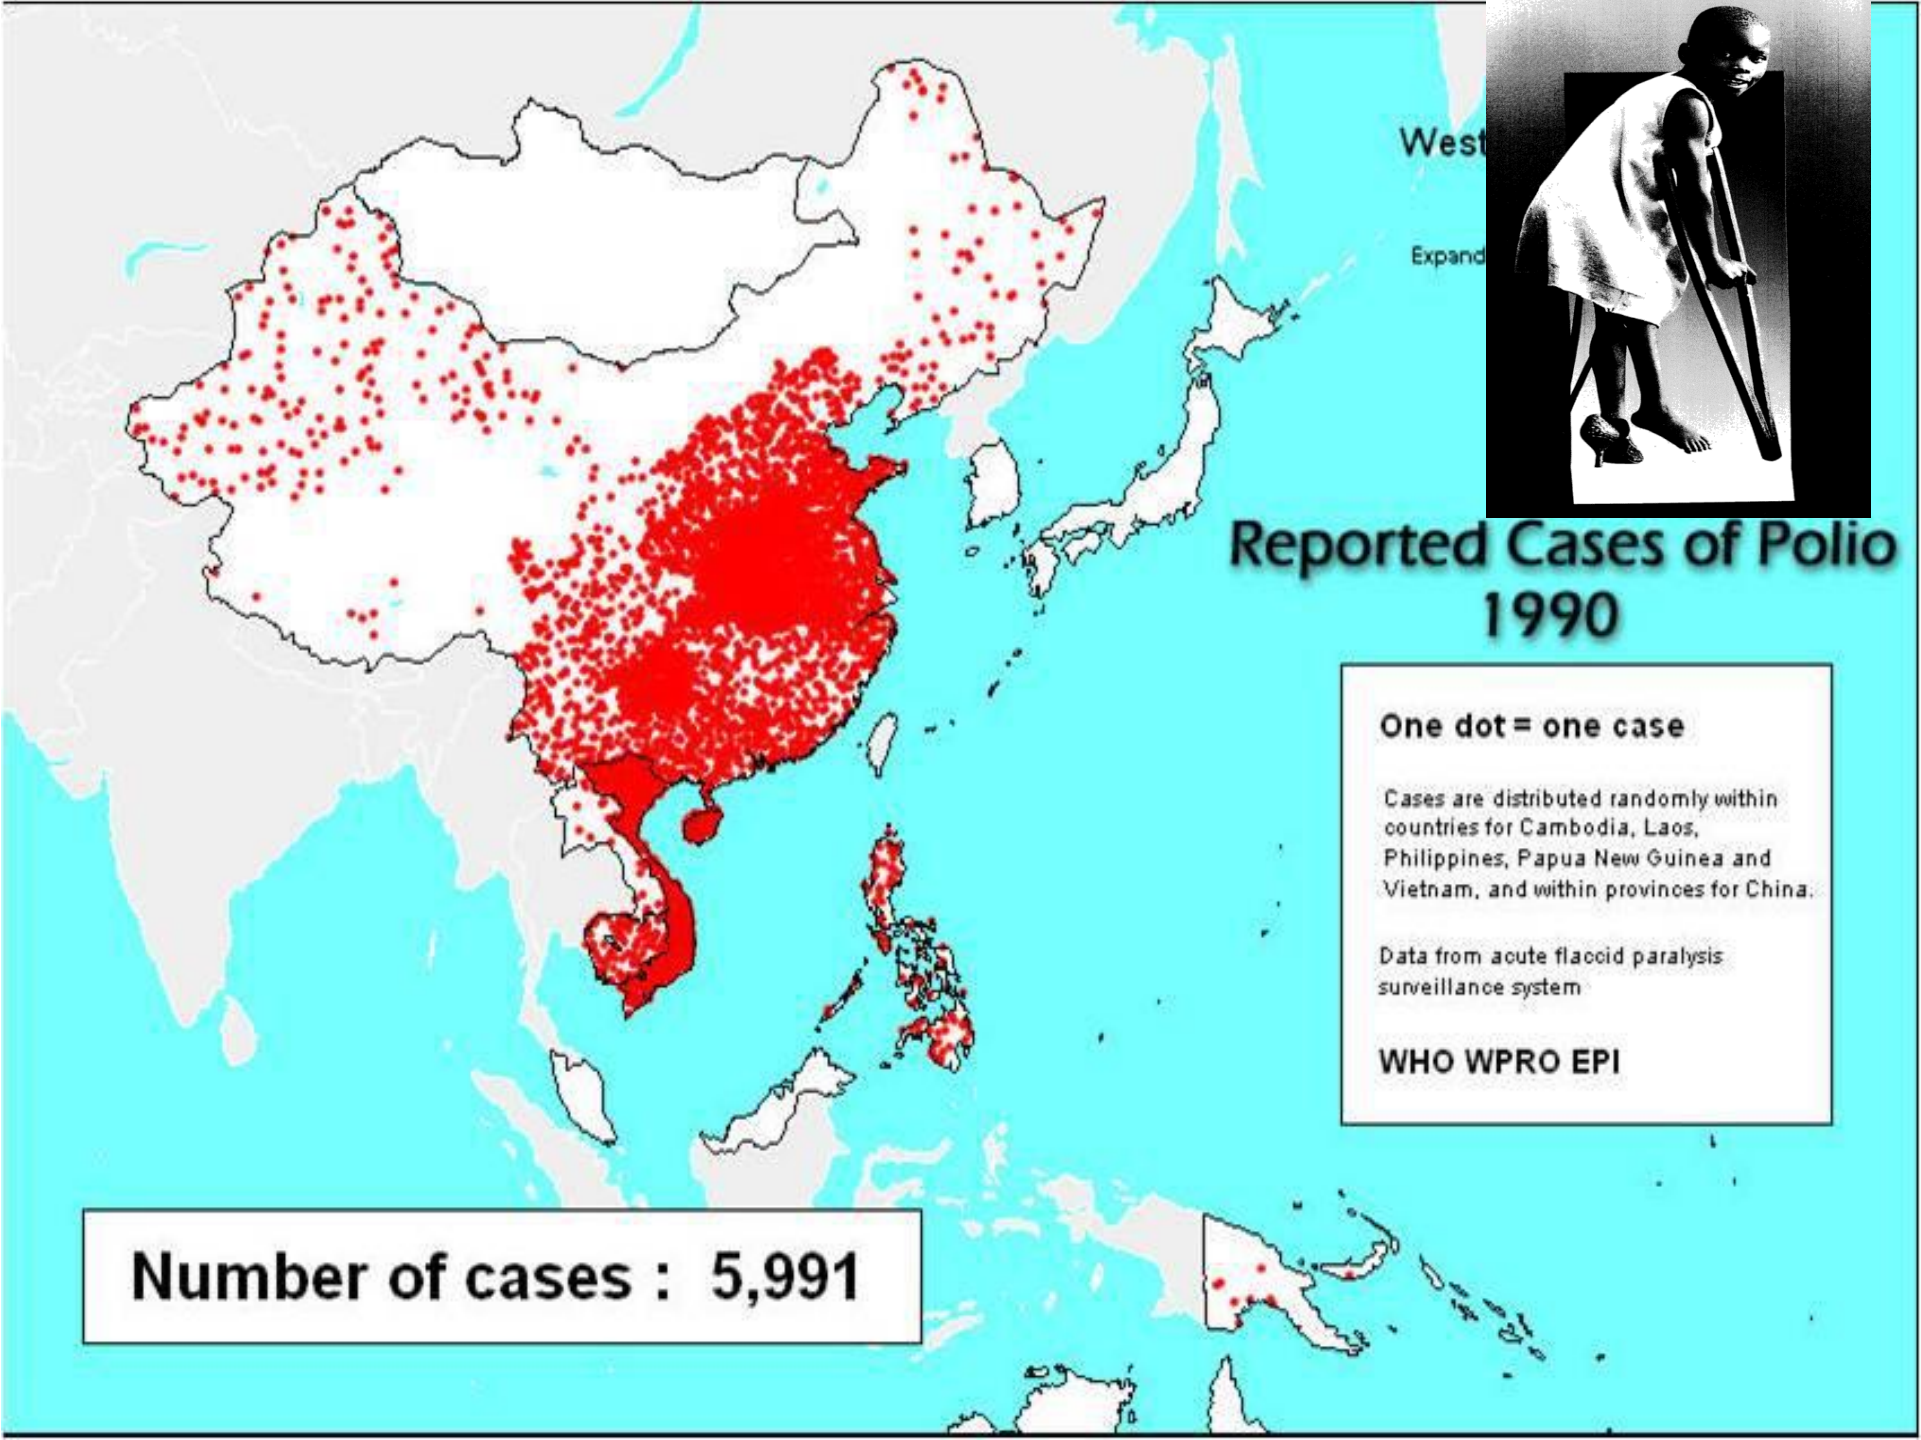 West
Expand
Reported Cases of Polio
1990
One dot = one case
Cases are distributed randomly within
countries for Cambodia, Laos,
Philippines, Papua New Guinea and
Vietnam, and within provinces for China.
Data from acute flaccid paralysis
surveillance system
WHO WPRO EPI
Number of cases : 5,991